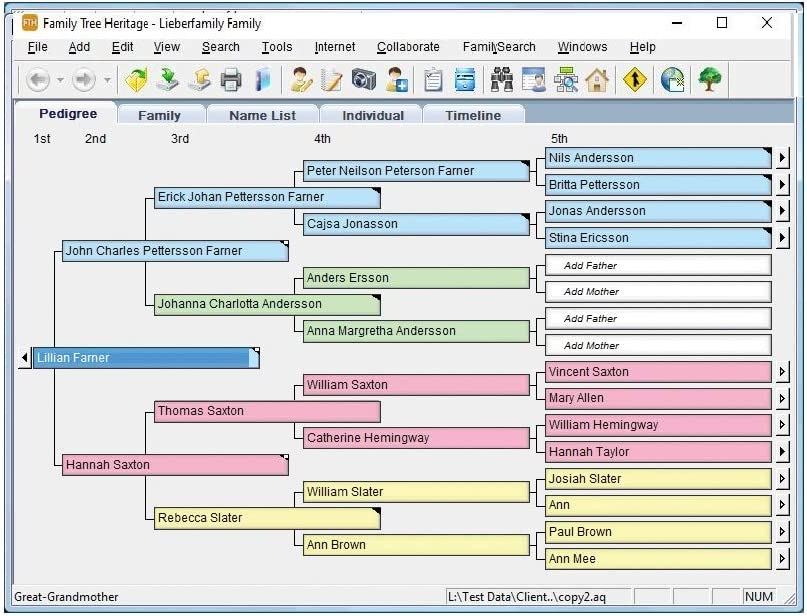 Family Tree Heritage - Lieberfamily Family
File Add Edit View Search Tools Internet Collaborate FamilySearch Windows Help
Pedigree Family Name List Individual Timeline
1st 2nd 3rd 4th 5th
Nils Andersson
Peter Neilson Peterson Farner
Britta Pettersson
Erick Johan Pettersson Farner
Jonas Andersson
Cajsa Jonasson
Stina Ericsson
John Charles Pettersson Farner
Add Father
Anders Ersson
Add Mother
Johanna Charlotta Andersson
Add Father
Anna Margretha Andersson
Add Mother
Lillian Farner
Vincent Saxton
William Saxton
Mary Allen
Thomas Saxton
William Hemingway
Catherine Hemingway
Hannah Taylor
Hannah Saxton
Josiah Slater
William Slater
Ann
Rebecca Slater
Paul Brown
Ann Brown
Ann Mee
Great-Grandmother L:\Test Data\Client..\copy2.aq NUM